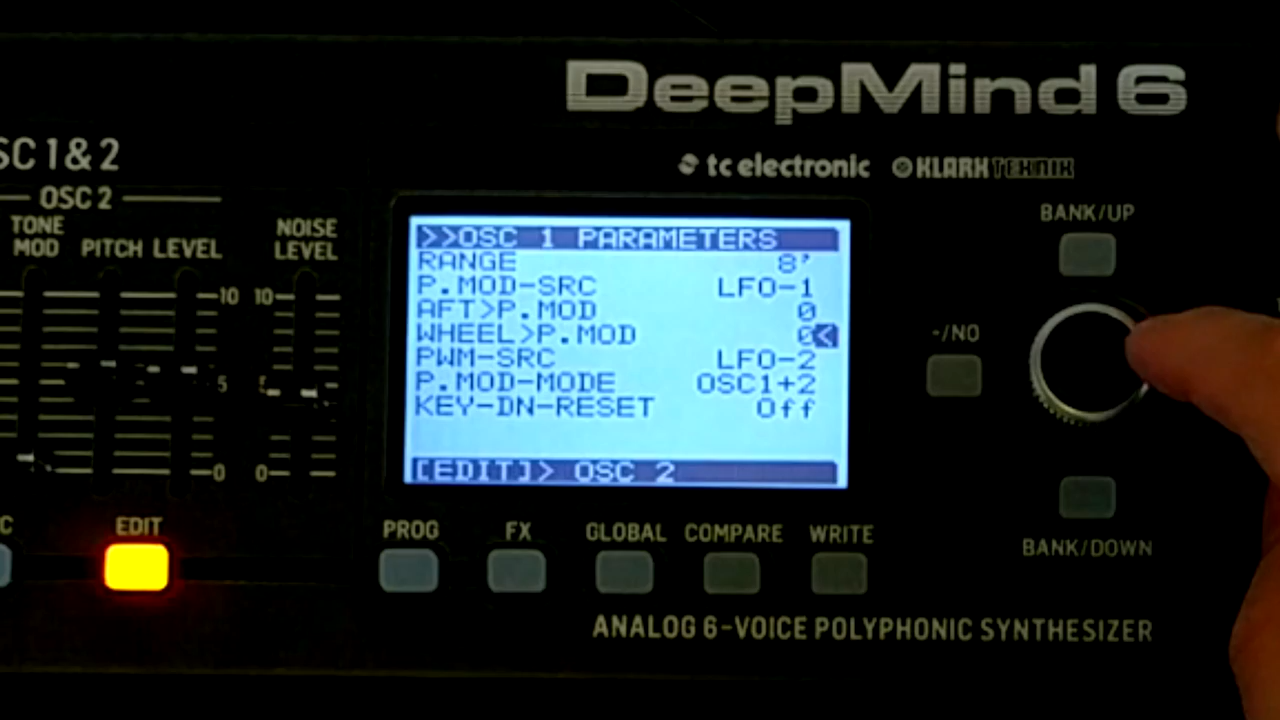 DeepMind 6
SC 1 & 2
tc electronic KLARK TEKNIK
OSC 2
BANK/UP
TONE MOD PITCH LEVEL
NOISE LEVEL
>>OSC 1 PARAMETERS
RANGE 8'
P.MOD-SRC LFO-1
AFT>P.MOD 0
WHEEL>P.MOD 0<
PWM-SRC LFO-2
P.MOD-MODE OSC1+2
KEY-DN-RESET Off
[EDIT]> OSC 2
10 10
5 5
0 0
-/NO
C EDIT PROG FX GLOBAL COMPARE WRITE
BANK/DOWN
ANALOG 6-VOICE POLYPHONIC SYNTHESIZER